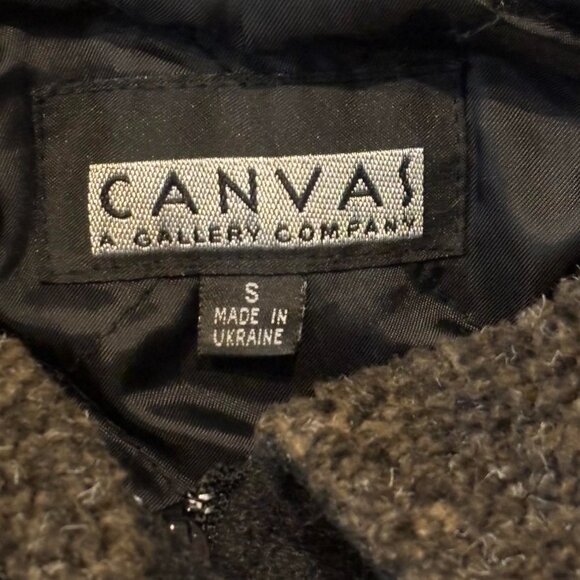 CANVAS
A GALLERY COMPANY
S
MADE IN
UKRAINE